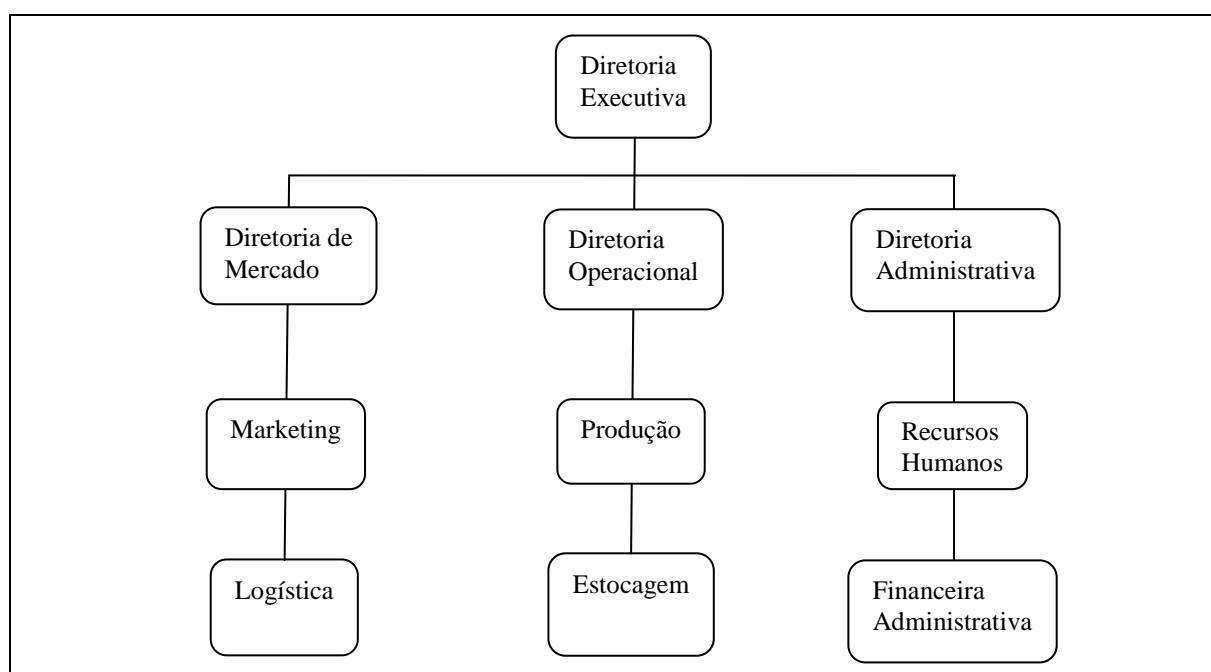 Diretoria
Executiva
Diretoria de
Mercado
Diretoria
Operacional
Diretoria
Administrativa
Marketing
Produção
Recursos
Humanos
Logística
Estocagem
Financeira
Administrativa